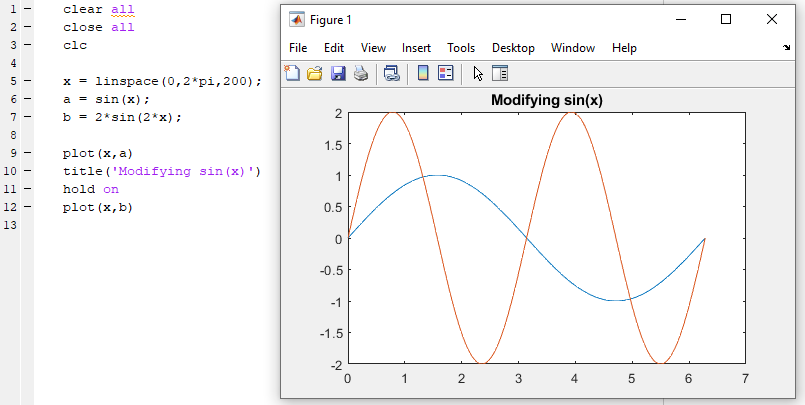 1 – clear all
2 – close all
3 – clc
4
5 – x = linspace(0,2*pi,200);
6 – a = sin(x);
7 – b = 2*sin(2*x);
8
9 – plot(x,a)
10 – title('Modifying sin(x)')
11 – hold on
12 – plot(x,b)
13
Figure 1
File Edit View Insert Tools Desktop Window Help
Modifying sin(x)
2
1.5
1
0.5
0
-0.5
-1
-1.5
-2
0 1 2 3 4 5 6 7